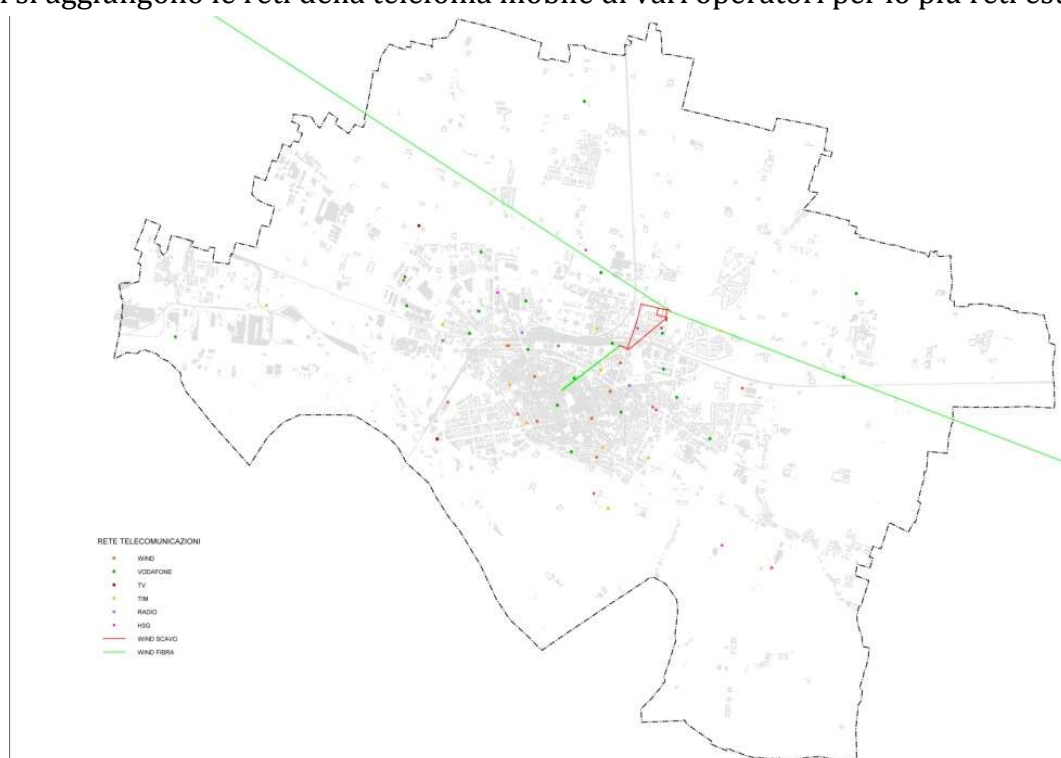 si aggiungono le reti della telefonia mobile di vari operatori per lo più reti
RETE TELECOMUNICAZIONI
WIND
VODAFONE
TV
TIM
RADIO
H3G
WIND SCAVO
WIND FIBRA